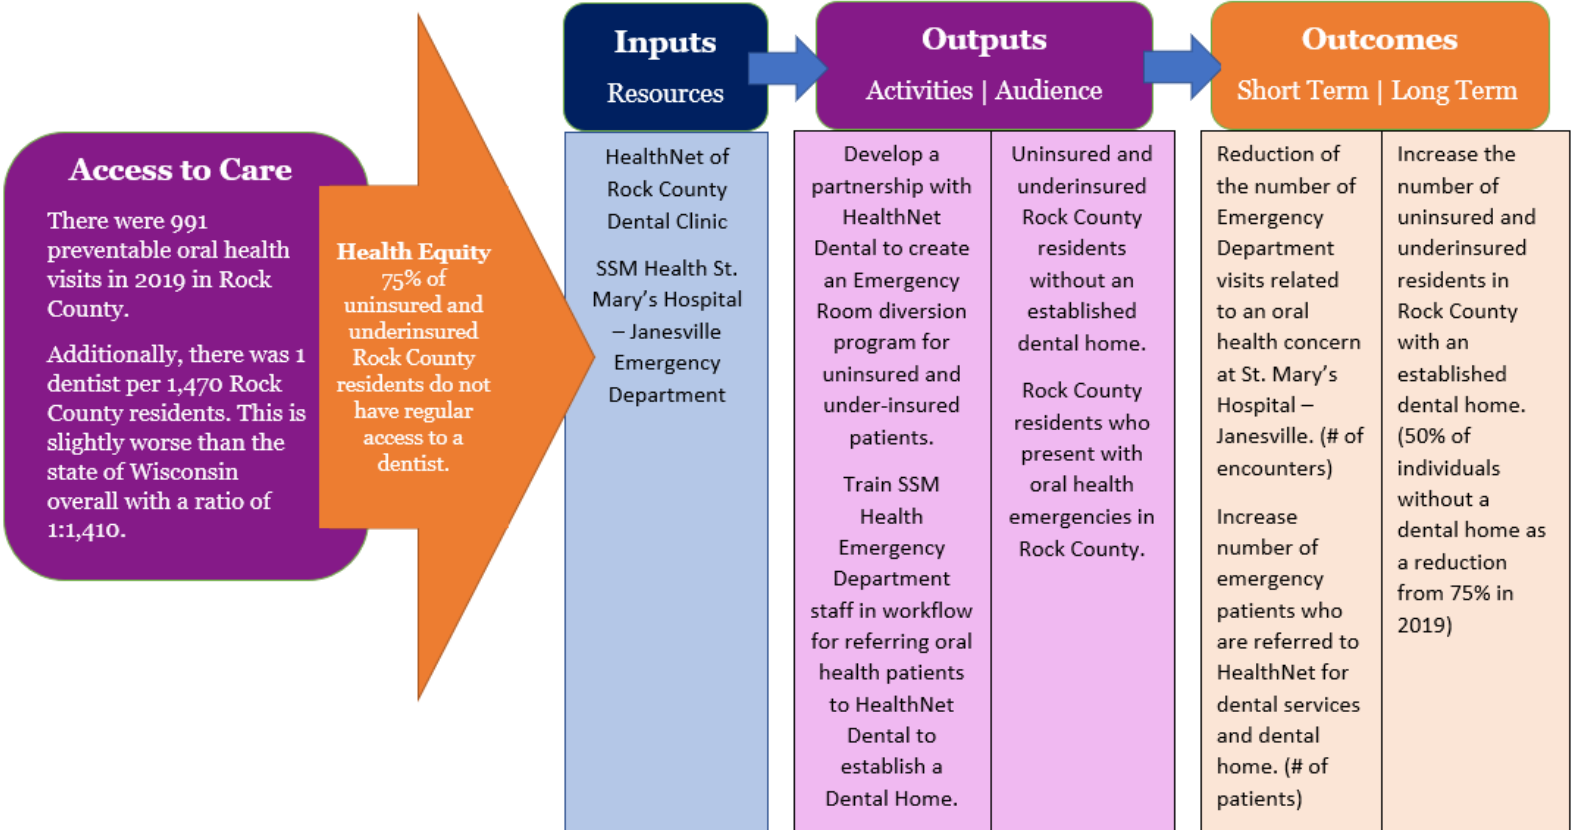 Access to Care
There were 991
preventable oral health
visits in 2019 in Rock
County.
Additionally, there was 1
dentist per 1,470 Rock
County residents. This is
slightly worse than the
state of Wisconsin
overall with a ratio of
1:1,410.
Health Equity
75% of
uninsured and
underinsured
Rock County
residents do not
have regular
access to a
dentist.
Inputs
Resources
HealthNet of
Rock County
Dental Clinic
SSM Health St.
Mary’s Hospital
– Janesville
Emergency
Department
Outputs
Activities | Audience
Develop a
partnership with
HealthNet
Dental to create
an Emergency
Room diversion
program for
uninsured and
under-insured
patients.
Train SSM
Health
Emergency
Department
staff in workflow
for referring oral
health patients
to HealthNet
Dental to
establish a
Dental Home.
Uninsured and
underinsured
Rock County
residents
without an
established
dental home.
Rock County
residents who
present with
oral health
emergencies in
Rock County.
Outcomes
Short Term | Long Term
Reduction of
the number of
Emergency
Department
visits related
to an oral
health concern
at St. Mary’s
Hospital –
Janesville. (# of
encounters)
Increase
number of
emergency
patients who
are referred to
HealthNet for
dental services
and dental
home. (# of
patients)
Increase the
number of
uninsured and
underinsured
residents in
Rock County
with an
established
dental home.
(50% of
individuals
without a
dental home as
a reduction
from 75% in
2019)